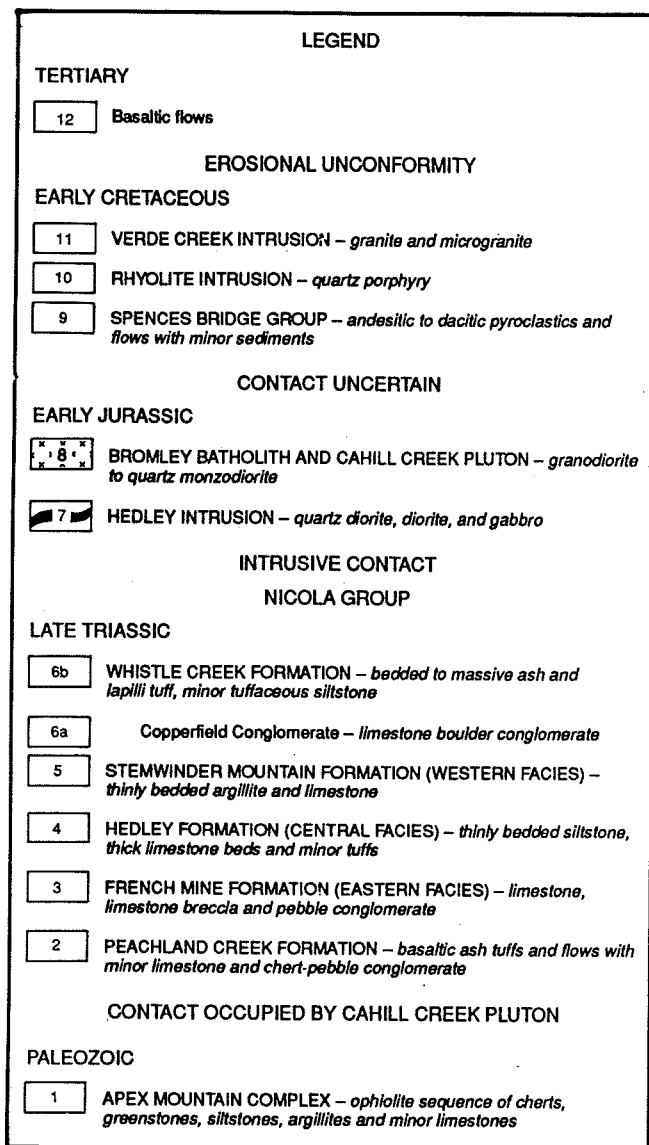 LEGEND
TERTIARY
12 Basaltic flows
EROSIONAL UNCONFORMITY
EARLY CRETACEOUS
11 VERDE CREEK INTRUSION – granite and microgranite
10 RHYOLITE INTRUSION – quartz porphyry
9 SPENCES BRIDGE GROUP – andesitic to dacitic pyroclastics and
flows with minor sediments
CONTACT UNCERTAIN
EARLY JURASSIC
8 BROMLEY BATHOLITH AND CAHILL CREEK PLUTON – granodiorite
to quartz monzodiorite
7 HEDLEY INTRUSION – quartz diorite, diorite, and gabbro
INTRUSIVE CONTACT
NICOLA GROUP
LATE TRIASSIC
6b WHISTLE CREEK FORMATION – bedded to massive ash and
lapilli tuff, minor tuffaceous siltstone
6a Copperfield Conglomerate – limestone boulder conglomerate
5 STEMWINDER MOUNTAIN FORMATION (WESTERN FACIES) –
thinly bedded argillite and limestone
4 HEDLEY FORMATION (CENTRAL FACIES) – thinly bedded siltstone,
thick limestone beds and minor tuffs
3 FRENCH MINE FORMATION (EASTERN FACIES) – limestone,
limestone breccia and pebble conglomerate
2 PEACHLAND CREEK FORMATION – basaltic ash tuffs and flows with
minor limestone and chert-pebble conglomerate
CONTACT OCCUPIED BY CAHILL CREEK PLUTON
PALEOZOIC
1 APEX MOUNTAIN COMPLEX – ophiolite sequence of cherts,
greenstones, siltstones, argillites and minor limestones